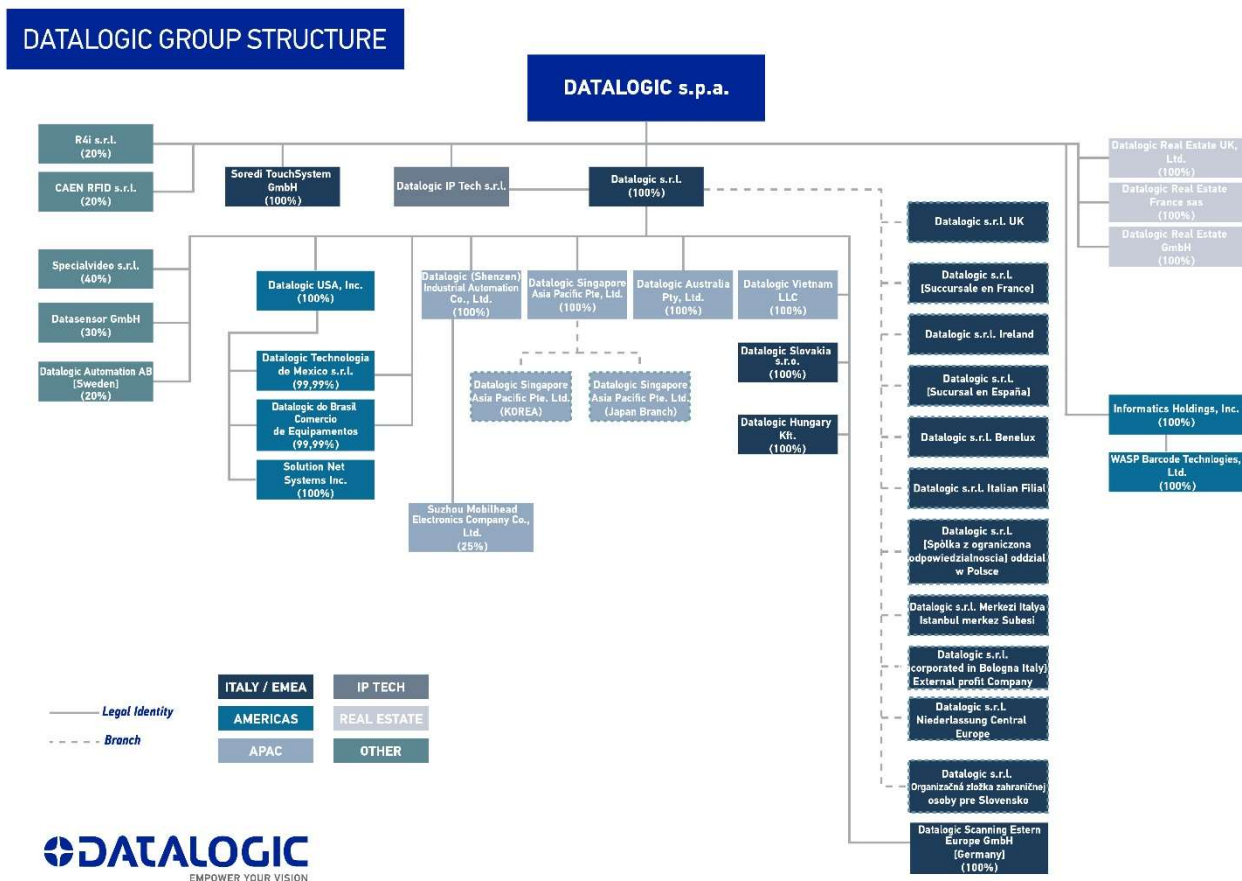 DATALOGIC GROUP STRUCTURE
DATALOGIC s.p.a.
R4i s.r.l.
(20%)
CAEN RFID s.r.l.
(20%)
Soredi TouchSystem
GmbH
(100%)
Datalogic IP Tech s.r.l.
Datalogic s.r.l.
(100%)
Datalogic Real Estate UK,
Ltd.
(100%)
Datalogic Real Estate
France sas
(100%)
Datalogic Real Estate
GmbH
(100%)
Specialvideo s.r.l.
(40%)
Datasensor GmbH
(30%)
Datalogic Automation AB
[Sweden]
(20%)
Datalogic USA, Inc.
(100%)
Datalogic Technologia
de Mexico s.r.l.
(99,99%)
Datalogic do Brasil
Comercio
de Equipamentos
(99,99%)
Solution Net
Systems Inc.
(100%)
Datalogic (Shenzen)
Industrial Automation
Co., Ltd.
(100%)
Datalogic Singapore
Asia Pacific Pte, Ltd.
(100%)
Datalogic Australia
Pty, Ltd.
(100%)
Datalogic Vietnam
LLC
(100%)
Datalogic Singapore
Asia Pacific Pte. Ltd.
(KOREA)
Datalogic Singapore
Asia Pacific Pte. Ltd.
(Japan Branch)
Datalogic Slovakia
s.r.o.
(100%)
Datalogic Hungary
Kft.
(100%)
Suzhou Mobilhead
Electronics Company Co.,
Ltd.
(25%)
Datalogic s.r.l. UK
Datalogic s.r.l.
[Succursale en France]
Datalogic s.r.l. Ireland
Datalogic s.r.l.
[Sucursal en España]
Datalogic s.r.l. Benelux
Datalogic s.r.l. Italian Filial
Datalogic s.r.l.
[Spòlka z ograniczona
odpowiedzialnoscia] oddzial
w Polsce
Datalogic s.r.l. Merkezi Italya
Istanbul merkez Subesi
Datalogic s.r.l.
corporated in Bologna Italy)
External profit Company
Datalogic s.r.l.
Niederlassung Central
Europe
Datalogic s.r.l.
Organizačná zložka zahraničnej
osoby pre Slovensko
Datalogic Scanning Estern
Europe GmbH
[Germany]
(100%)
Informatics Holdings, Inc.
(100%)
WASP Barcode Technlogies,
Ltd.
(100%)
Legal Identity
Branch
ITALY / EMEA
IP TECH
AMERICAS
REAL ESTATE
APAC
OTHER
DATALOGIC
EMPOWER YOUR VISION